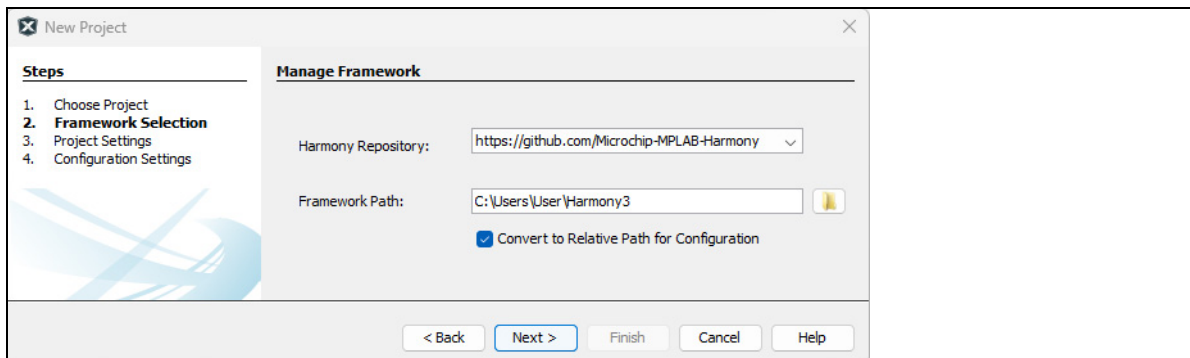 New Project
Steps
1. Choose Project
2. Framework Selection
3. Project Settings
4. Configuration Settings
Manage Framework
Harmony Repository: https://github.com/Microchip-MPLAB-Harmony
Framework Path: C:\Users\User\Harmony3
Convert to Relative Path for Configuration
< Back Next > Finish Cancel Help